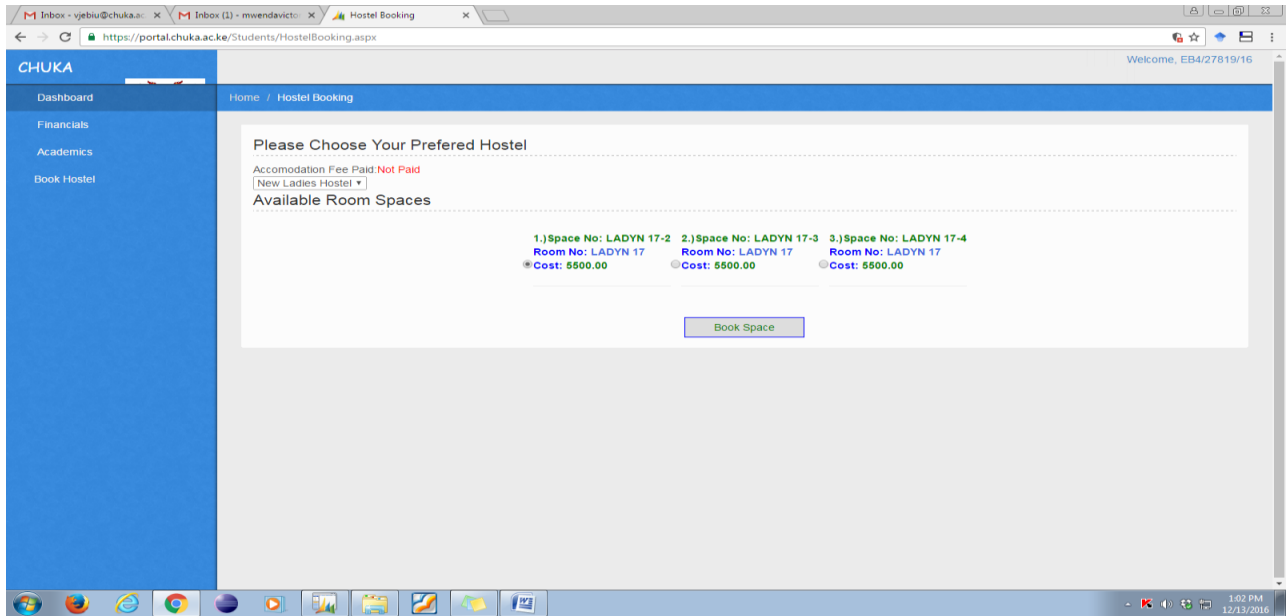 Inbox - vjebiu@chuka.ac. Inbox (1) - mwendavicto Hostel Booking
https://portal.chuka.ac.ke/Students/HostelBooking.aspx
CHUKA
Welcome, EB4/27819/16
Dashboard
Home / Hostel Booking
Financials
Academics
Book Hostel
Please Choose Your Prefered Hostel
Accomodation Fee Paid:Not Paid
New Ladies Hostel
Available Room Spaces
1.)Space No: LADYN 17-2 2.)Space No: LADYN 17-3 3.)Space No: LADYN 17-4
Room No: LADYN 17 Room No: LADYN 17 Room No: LADYN 17
Cost: 5500.00 Cost: 5500.00 Cost: 5500.00
Book Space
1:02 PM
12/13/2016